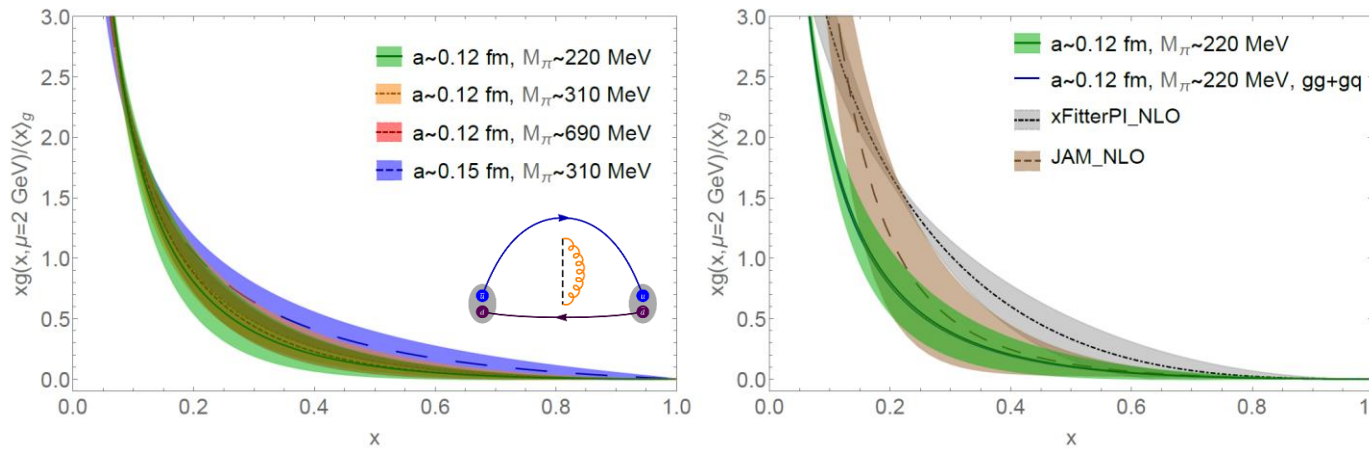 3.0
2.5
2.0
1.5
1.0
0.5
0.0
xg(x,μ=2 GeV)/⟨x⟩g
a~0.12 fm, Mπ~220 MeV
a~0.12 fm, Mπ~310 MeV
a~0.12 fm, Mπ~690 MeV
a~0.15 fm, Mπ~310 MeV
u
d
0.0 0.2 0.4 0.6 0.8 1.0
x
3.0
2.5
2.0
1.5
1.0
0.5
0.0
xg(x,μ=2 GeV)/⟨x⟩g
a~0.12 fm, Mπ~220 MeV
a~0.12 fm, Mπ~220 MeV, gg+gq
xFitterPI_NLO
JAM_NLO
0.0 0.2 0.4 0.6 0.8
x